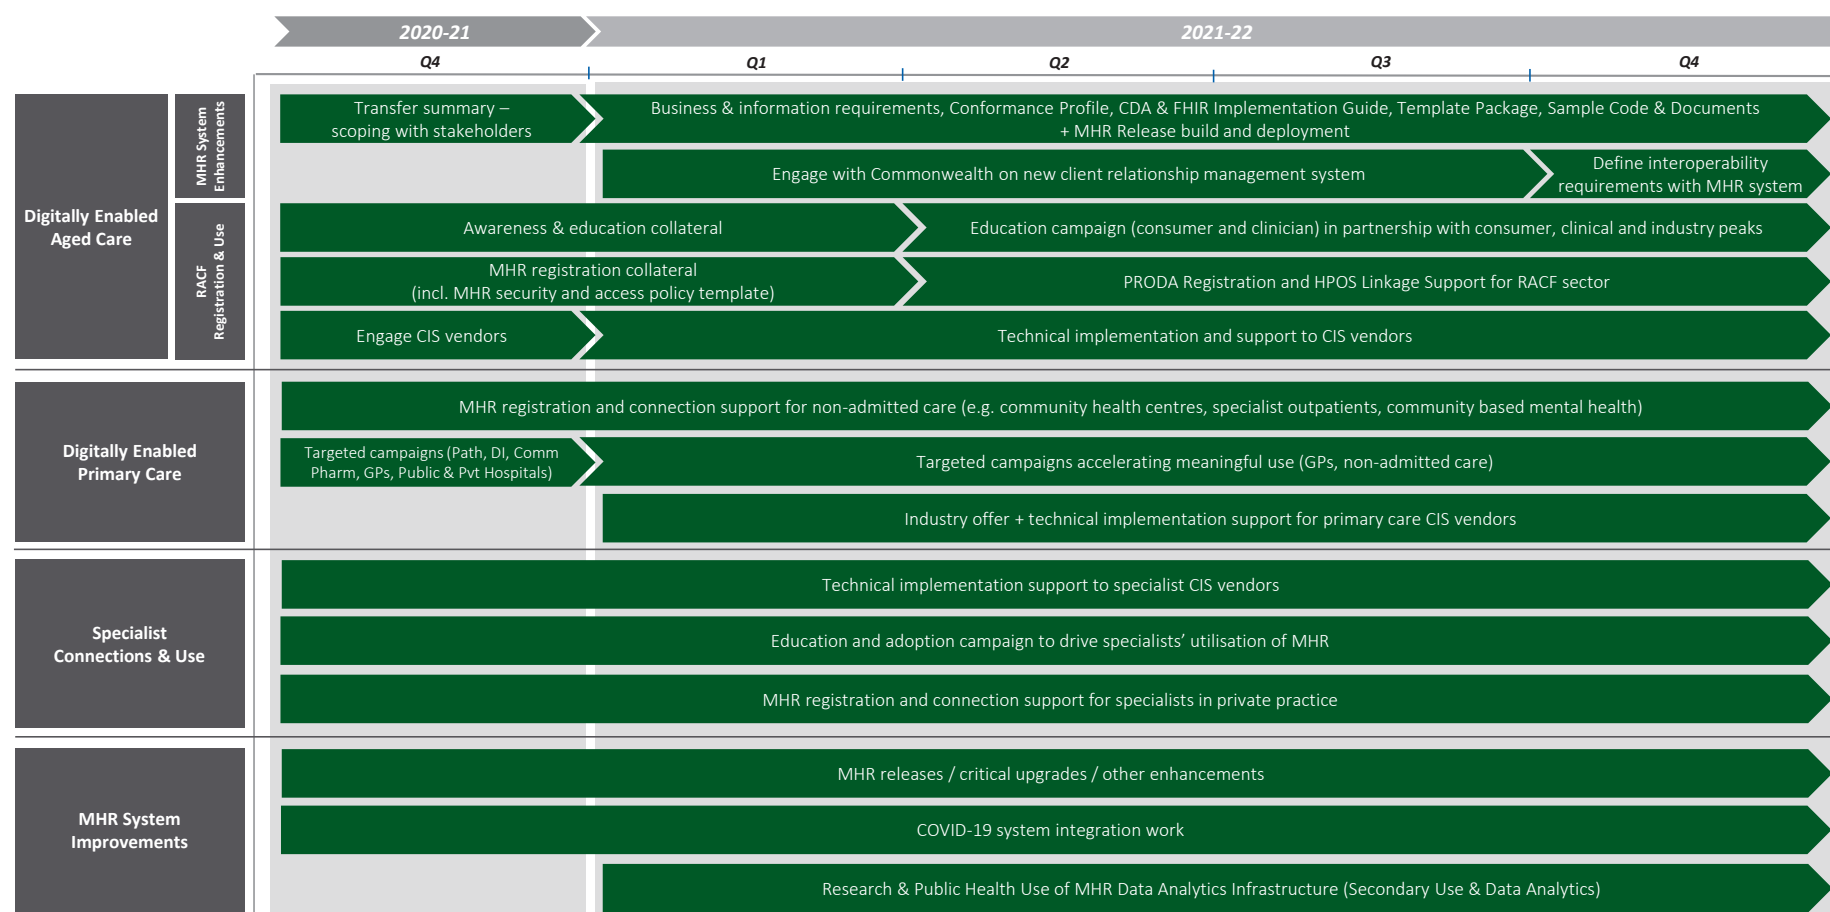 2020-21
2021-22
Q4
Q1
Q2
Q3
Q4
Digitally Enabled
Aged Care
MHR System
Enhancements
Transfer summary –
scoping with stakeholders
Business & information requirements, Conformance Profile, CDA & FHIR Implementation Guide, Template Package, Sample Code & Documents
+ MHR Release build and deployment
Engage with Commonwealth on new client relationship management system
Define interoperability
requirements with MHR system
RACF
Registration & Use
Awareness & education collateral
Education campaign (consumer and clinician) in partnership with consumer, clinical and industry peaks
MHR registration collateral
(incl. MHR security and access policy template)
PRODA Registration and HPOS Linkage Support for RACF sector
Engage CIS vendors
Technical implementation and support to CIS vendors
Digitally Enabled
Primary Care
MHR registration and connection support for non-admitted care (e.g. community health centres, specialist outpatients, community based mental health)
Targeted campaigns (Path, DI, Comm
Pharm, GPs, Public & Pvt Hospitals)
Targeted campaigns accelerating meaningful use (GPs, non-admitted care)
Industry offer + technical implementation support for primary care CIS vendors
Specialist
Connections & Use
Technical implementation support to specialist CIS vendors
Education and adoption campaign to drive specialists’ utilisation of MHR
MHR registration and connection support for specialists in private practice
MHR System
Improvements
MHR releases / critical upgrades / other enhancements
COVID-19 system integration work
Research & Public Health Use of MHR Data Analytics Infrastructure (Secondary Use & Data Analytics)